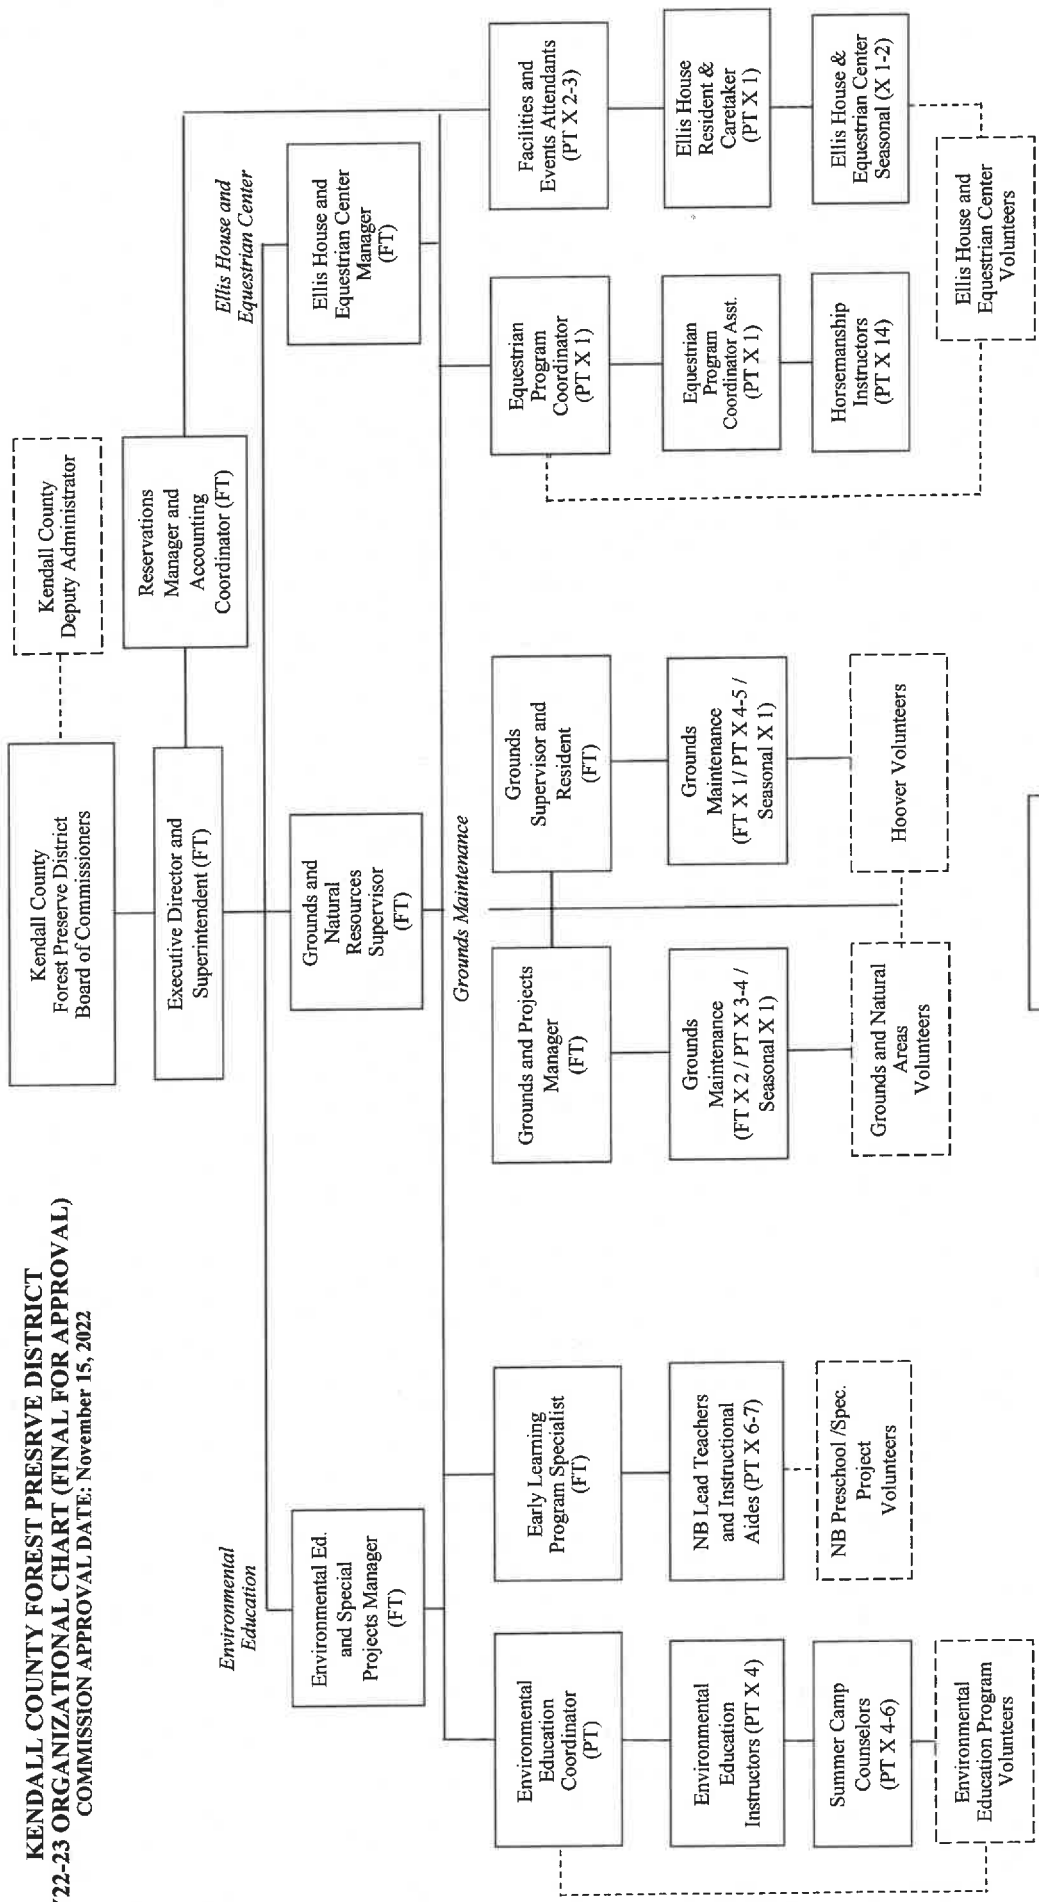 KENDALL COUNTY FOREST PRESRVE DISTRICT
22-23 ORGANIZATIONAL CHART (FINAL FOR APPROVAL)
COMMISSION APPROVAL DATE: November 15, 2022
Kendall County
Forest Preserve District
Board of Commissioners
Kendall County
Deputy Administrator
Executive Director and
Superintendent (FT)
Reservations
Manager and
Accounting
Coordinator (FT)
Environmental
Education
Ellis House and
Equestrian Center
Environmental Ed.
and Special
Projects Manager
(FT)
Grounds and
Natural
Resources
Supervisor
(FT)
Ellis House and
Equestrian Center
Manager
(FT)
Grounds Maintenance
Environmental
Education
Coordinator
(PT)
Early Learning
Program Specialist
(FT)
Grounds and Projects
Manager
(FT)
Grounds
Supervisor and
Resident
(FT)
Equestrian
Program
Coordinator
(PT X 1)
Facilities and
Events Attendants
(PT X 2-3)
Environmental
Education
Instructors (PT X 4)
NB Lead Teachers
and Instructional
Aides (PT X 6-7)
Grounds
Maintenance
(FT X 2 / PT X 3-4 /
Seasonal X 1)
Grounds
Maintenance
(FT X 1/ PT X 4-5 /
Seasonal X 1)
Equestrian
Program
Coordinator Asst.
(PT X 1)
Ellis House
Resident &
Caretaker
(PT X 1)
Summer Camp
Counselors
(PT X 4-6)
NB Preschool /Spec.
Project
Volunteers
Grounds and Natural
Areas
Volunteers
Hoover Volunteers
Horsemanship
Instructors
(PT X 14)
Ellis House &
Equestrian Center
Seasonal (X 1-2)
Environmental
Education Program
Volunteers
Ellis House and
Equestrian Center
Volunteers